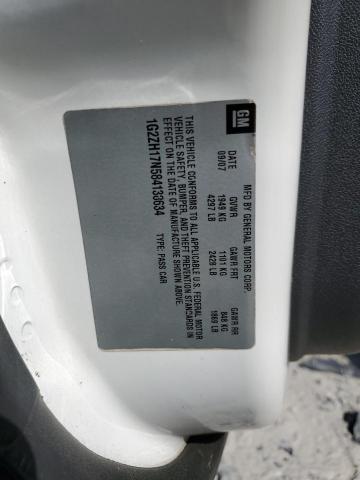 GM
MFD BY GENERAL MOTORS CORP.
DATE GVWR GAWR FRT GAWR RR
09/07 1949 KG 1101 KG 848 KG
4297 LB 2428 LB 1869 LB
THIS VEHICLE CONFORMS TO ALL APPLICABLE U.S. FEDERAL MOTOR
VEHICLE SAFETY, BUMPER, AND THEFT PREVENTION STANDARDS IN
EFFECT ON THE DATE OF MANUFACTURE SHOWN ABOVE.
1G2ZH17N584130634 TYPE: PASS CAR